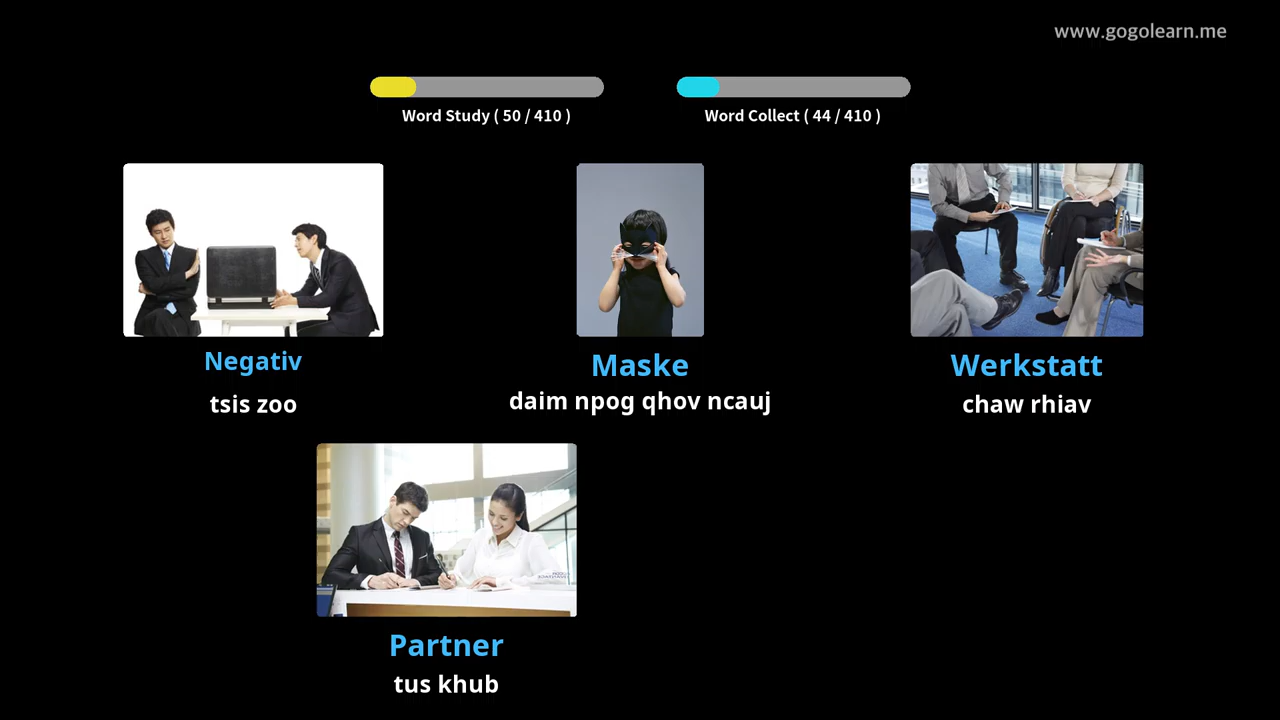 www.gogolearn.me
Word Study ( 50 / 410 )
Word Collect ( 44 / 410 )
Negativ
tsis zoo
Maske
daim npog qhov ncauj
Werkstatt
chaw rhiav
Partner
tus khub